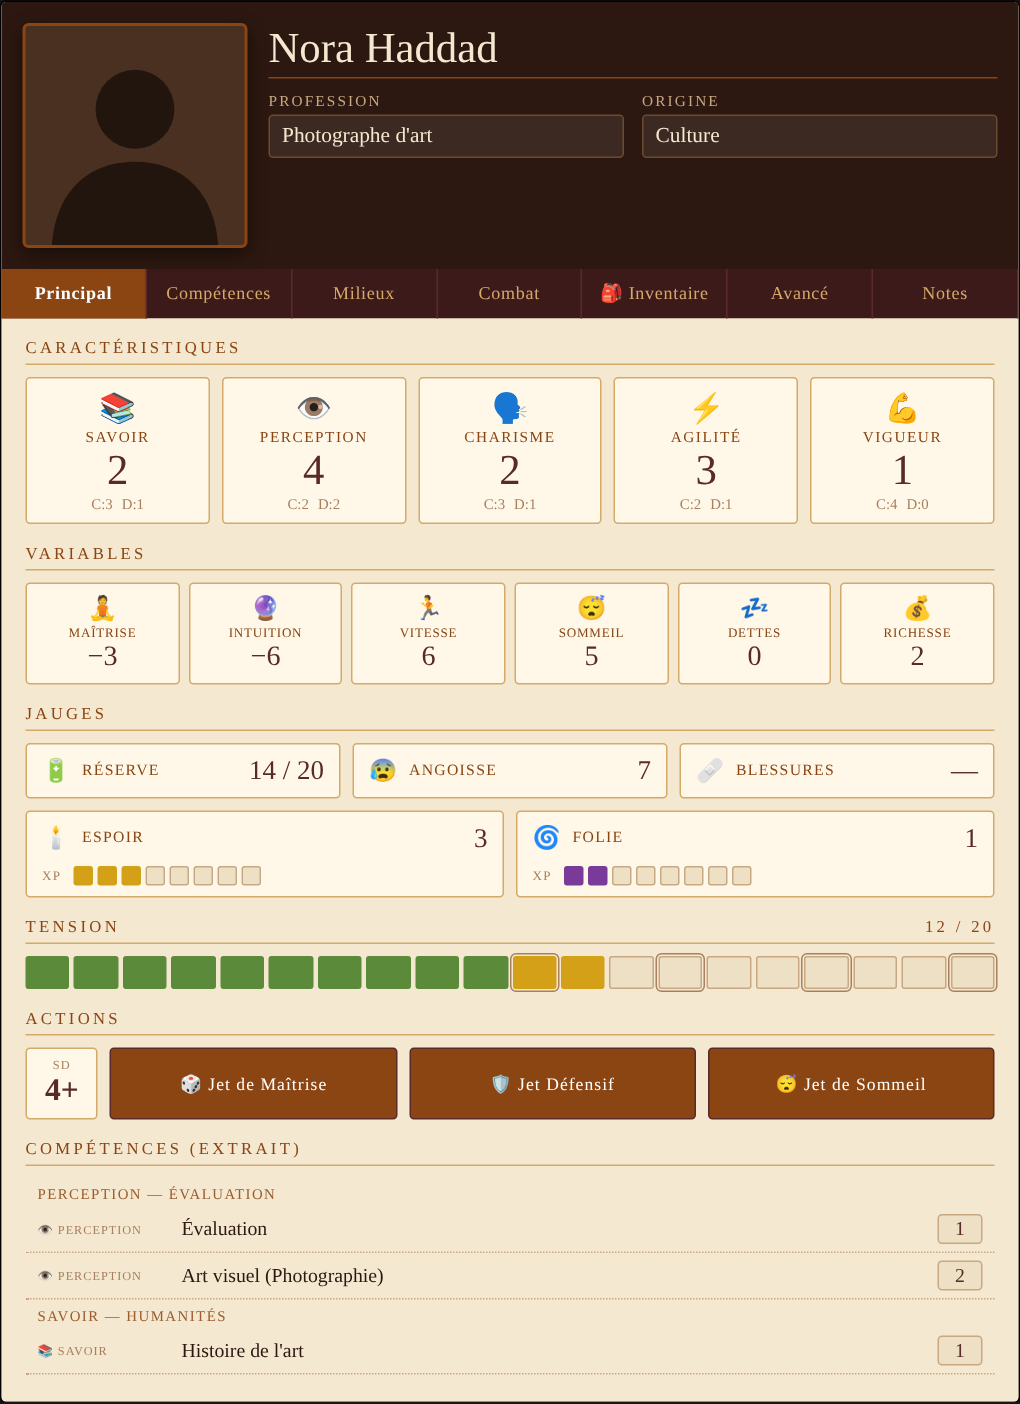 Nora Haddad
PROFESSION
ORIGINE
Photographe d'art
Culture
Principal
Compétences
Milieux
Combat
Inventaire
Avancé
Notes
CARACTÉRISTIQUES
SAVOIR
PERCEPTION
CHARISME
AGILITÉ
VIGUEUR
2
4
2
3
1
C:3 D:1
C:2 D:2
C:3 D:1
C:2 D:1
C:4 D:0
VARIABLES
MAÎTRISE
INTUITION
VITESSE
SOMMEIL
DETTES
RICHESSE
−3
−6
6
5
0
2
JAUGES
RÉSERVE 14 / 20
ANGOISSE 7
BLESSURES —
ESPOIR 3
XP
FOLIE 1
XP
TENSION 12 / 20
ACTIONS
SD
4+
Jet de Maîtrise
Jet Défensif
Jet de Sommeil
COMPÉTENCES (EXTRAIT)
PERCEPTION — ÉVALUATION
PERCEPTION Évaluation 1
PERCEPTION Art visuel (Photographie) 2
SAVOIR — HUMANITÉS
SAVOIR Histoire de l'art 1